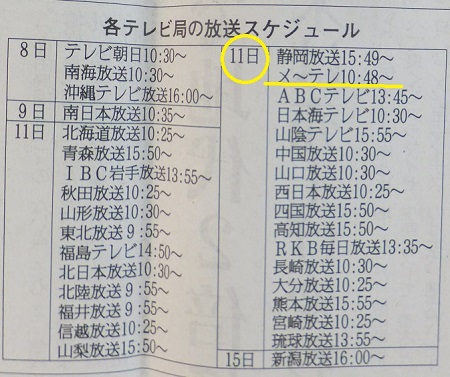 各テレビ局の放送スケジュール
8日 テレビ朝日10:30〜
南海放送10:30〜
沖縄テレビ放送16:00〜
9日 南日本放送10:35〜
11日 北海道放送10:25〜
青森放送15:50〜
IBC岩手放送13:55〜
秋田放送10:25〜
山形放送10:30〜
東北放送9:55〜
福島テレビ14:50〜
北日本放送10:30〜
北陸放送9:55〜
福井放送9:55〜
信越放送10:25〜
山梨放送15:50〜
11日 静岡放送15:49〜
メ〜テレ10:48〜
ABCテレビ13:45〜
日本海テレビ10:30〜
山陰テレビ15:55〜
中国放送10:30〜
山口放送10:30〜
西日本放送10:25〜
四国放送15:50〜
高知放送15:50〜
RKB毎日放送13:35〜
長崎放送10:30〜
大分放送10:25〜
熊本放送15:55〜
宮崎放送10:25〜
琉球放送13:55〜
15日 新潟放送16:00〜